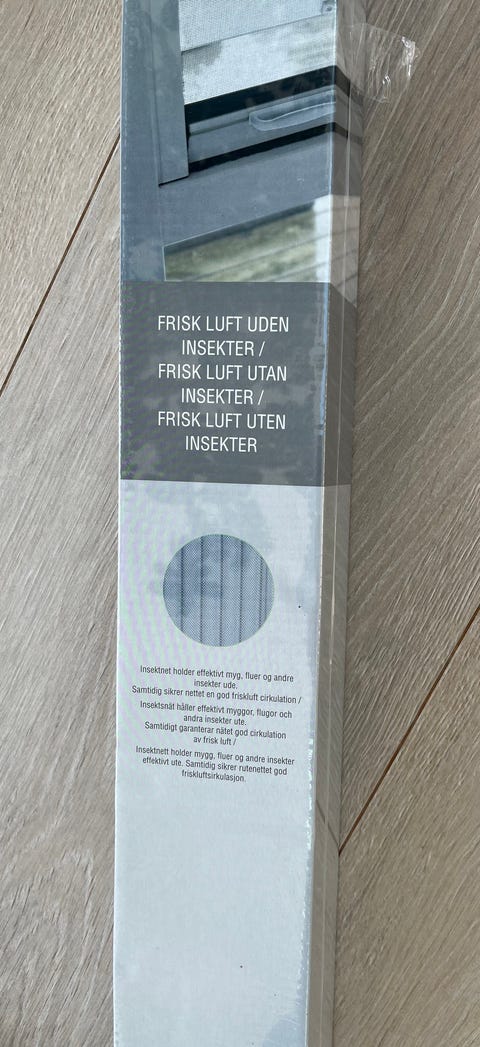 FRISK LUFT UDEN
INSEKTER /
FRISK LUFT UTAN
INSEKTER /
FRISK LUFT UTEN
INSEKTER
Insektnet holder effektivt myg, fluer og andre
insekter ude.
Samtidig sikrer nettet en god friskluft cirkulation /
Insektsnät håller effektivt myggor, flugor och
andra insekter ute.
Samtidigt garanterar nätet god cirkulation
av frisk luft /
Insektnett holder mygg, fluer og andre insekter
effektivt ute. Samtidig sikrer rutenettet god
friskluftsirkulasjon.